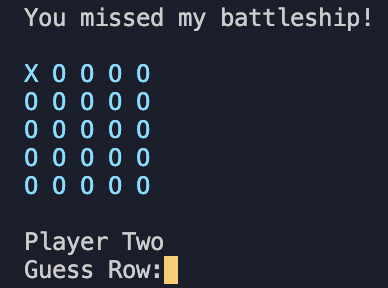 You missed my battleship!
X O O O O
O O O O O
O O O O O
O O O O O
O O O O O
Player Two
Guess Row: